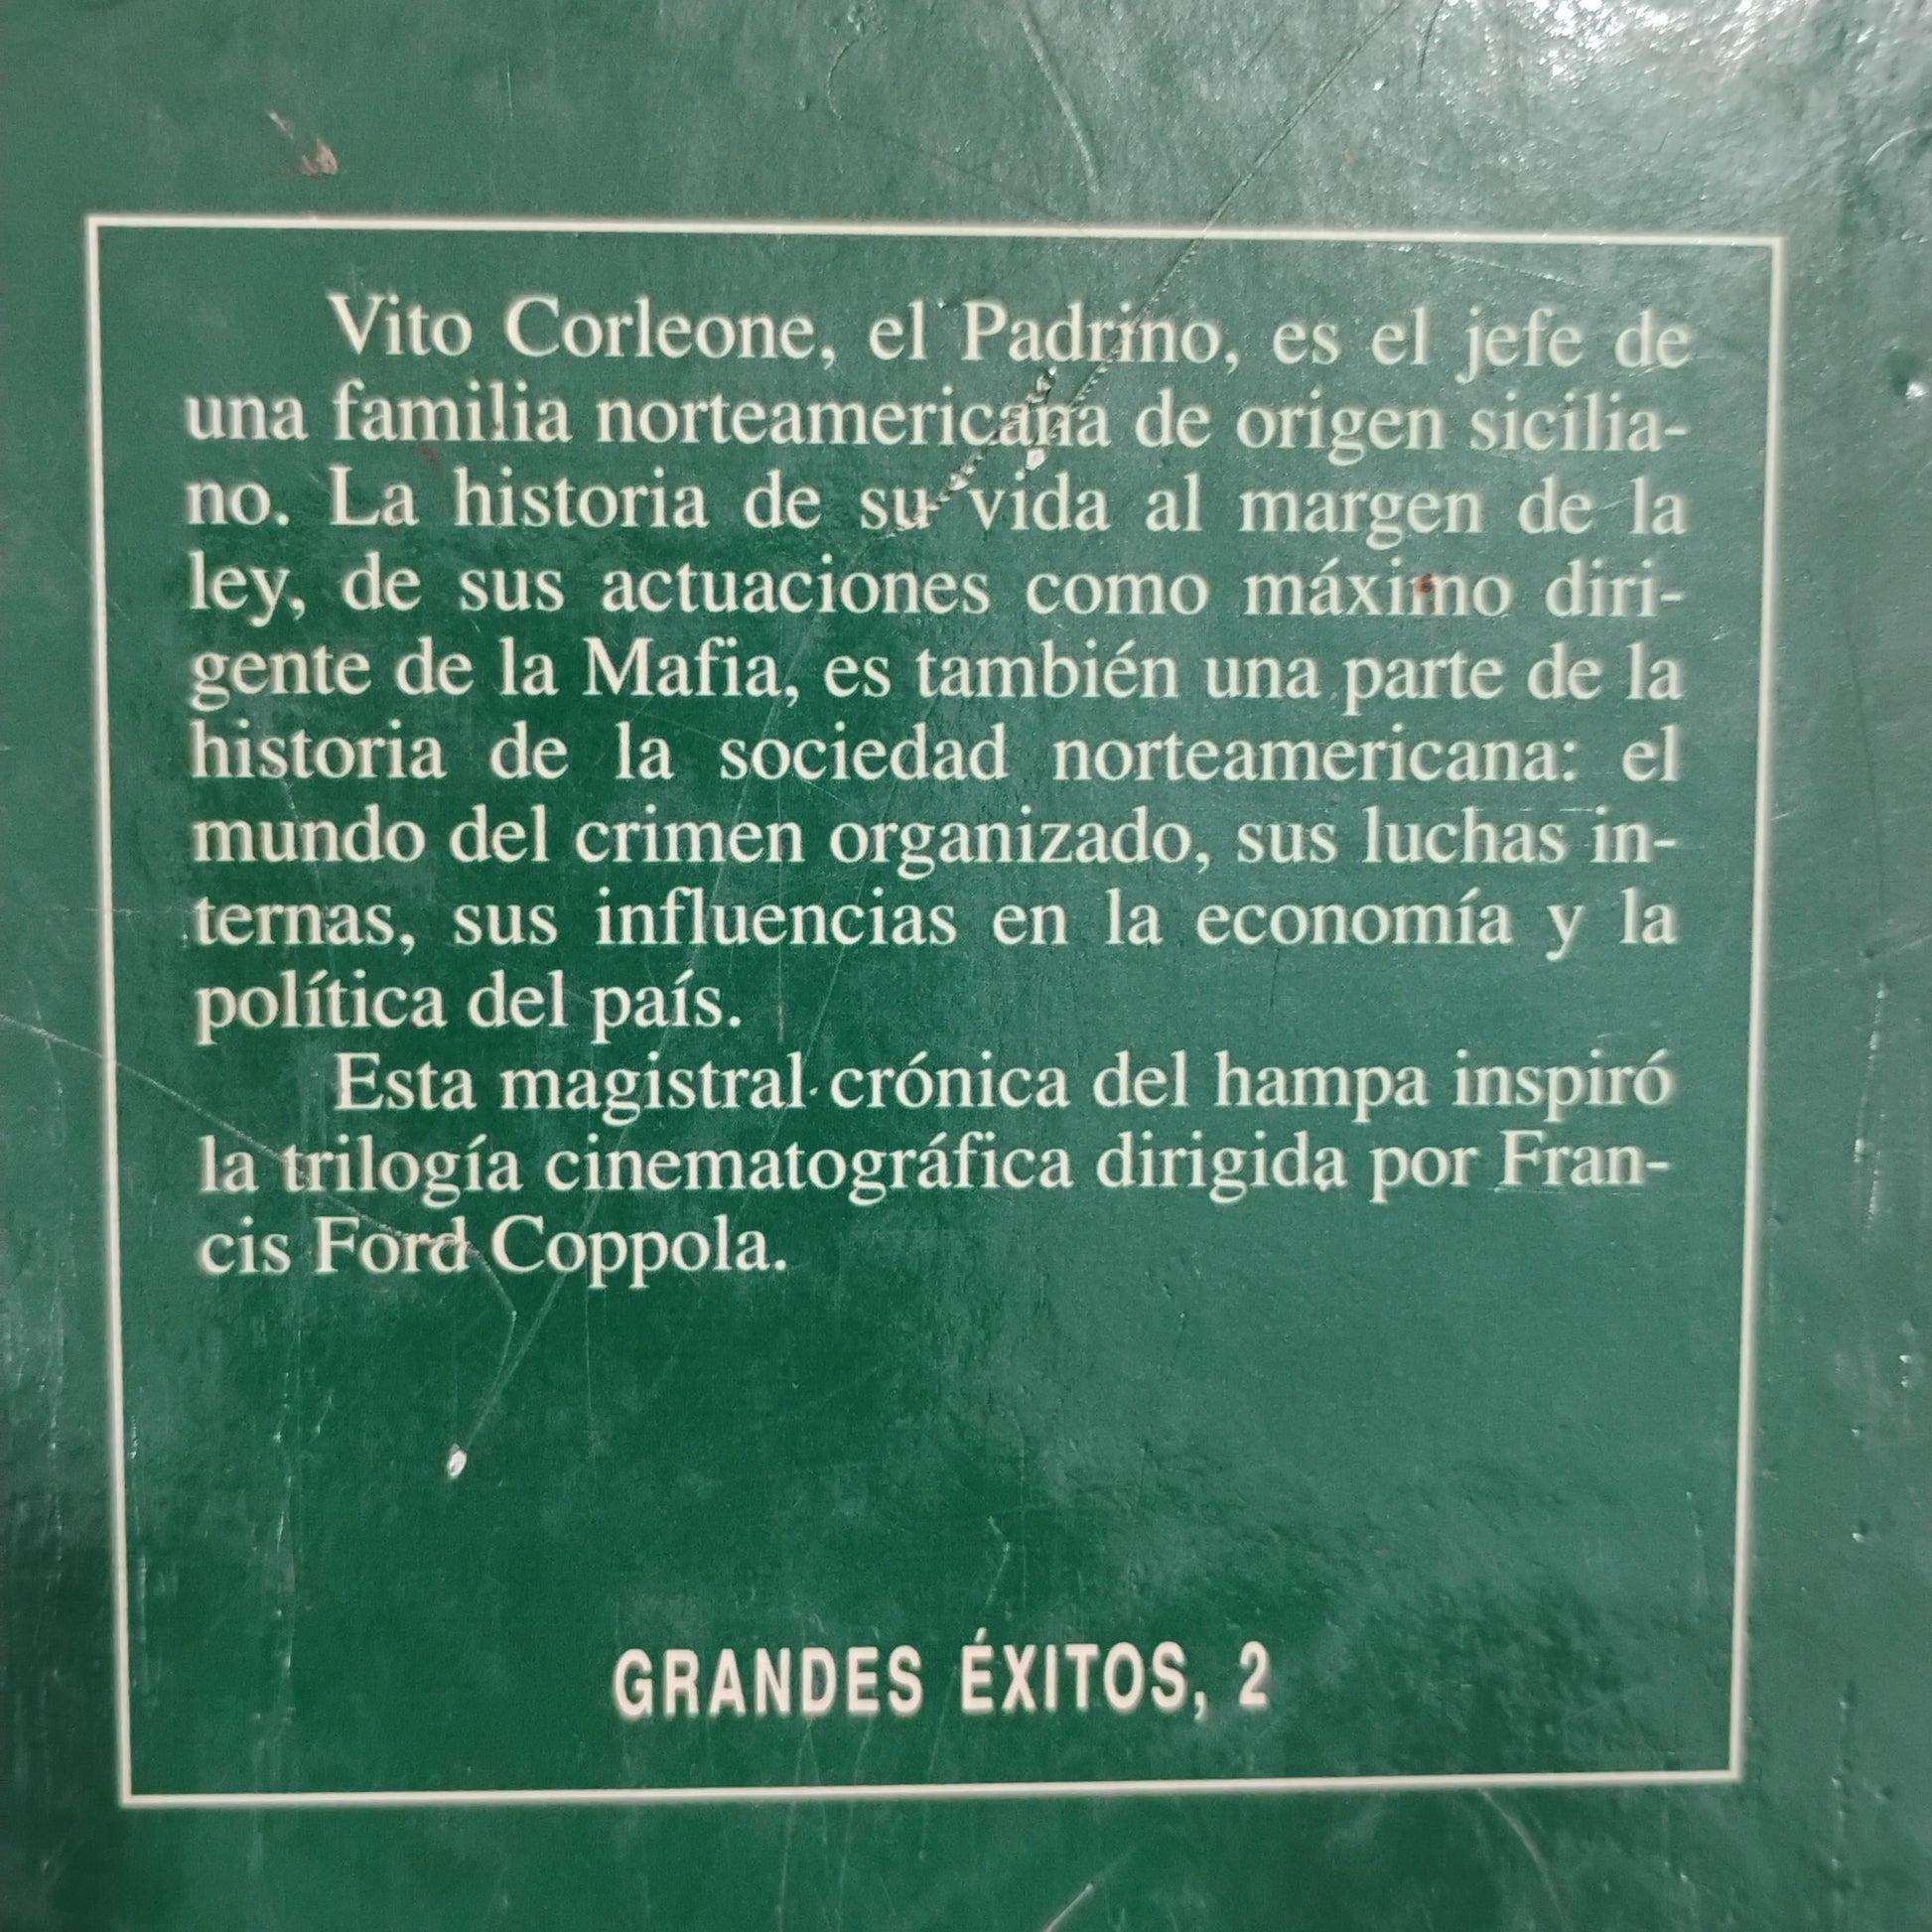 Vito Corleone, el Padrino, es el jefe de
una familia norteamericana de origen sicilia-
no. La historia de su vida al margen de la
ley, de sus actuaciones como máximo diri-
gente de la Mafia, es también una parte de la
historia de la sociedad norteamericana: el
mundo del crimen organizado, sus luchas in-
ternas, sus influencias en la economía y la
política del país.
Esta magistral crónica del hampa inspiró
la trilogía cinematográfica dirigida por Fran-
cis Ford Coppola.
GRANDES ÉXITOS, 2